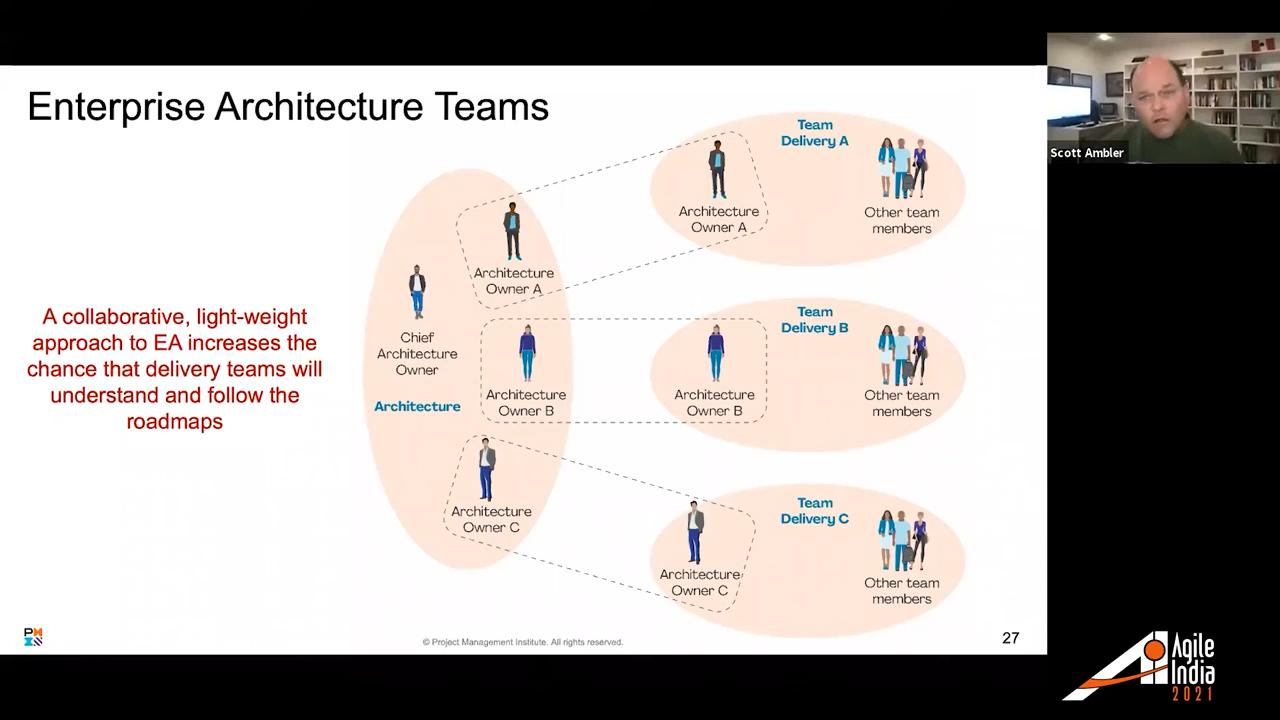 Enterprise Architecture Teams
A collaborative, light-weight
approach to EA increases the
chance that delivery teams will
understand and follow the
roadmaps
Chief
Architecture
Owner
Architecture
Architecture
Owner A
Architecture
Owner B
Architecture
Owner C
Team
Delivery A
Architecture
Owner A
Other team
members
Team
Delivery B
Architecture
Owner B
Other team
members
Team
Delivery C
Architecture
Owner C
Other team
members
© Project Management Institute. All rights reserved.
27
Scott Ambler
Agile
India
2021